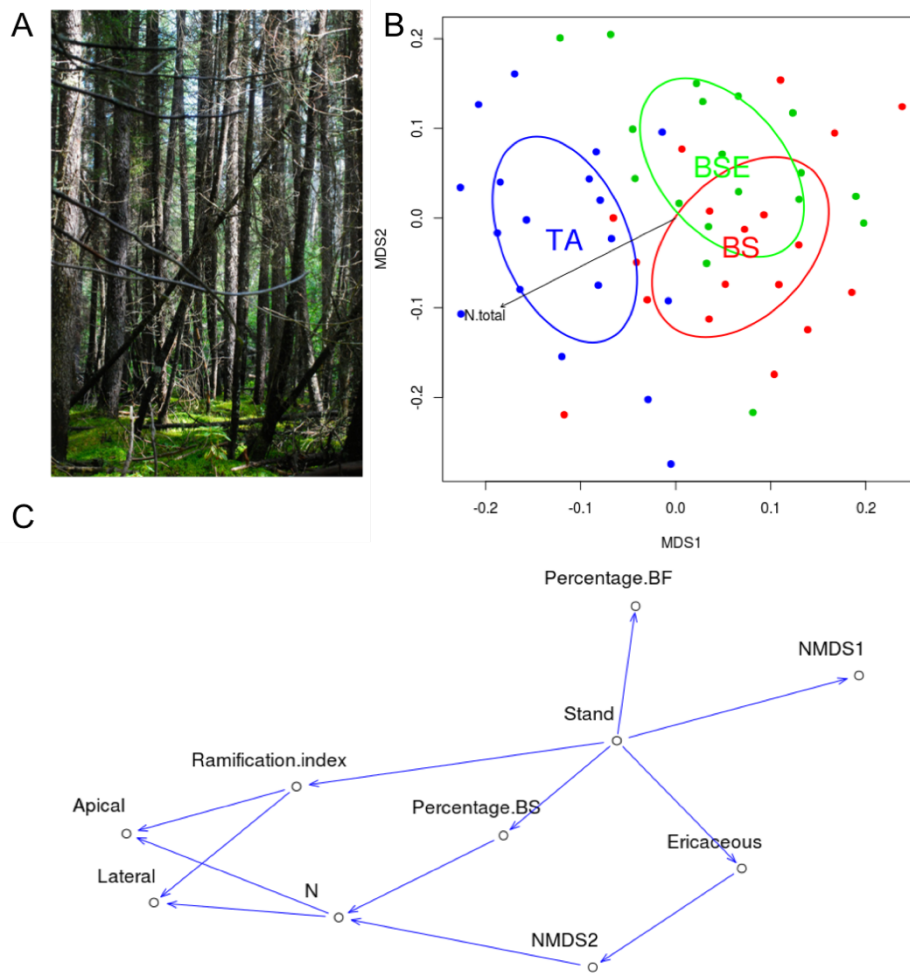 A
B
MDS2
0.2
0.1
0.0
-0.1
-0.2
BSE
TA
BS
N.total
-0.2
-0.1
0.0
0.1
0.2
MDS1
C
Percentage.BF
NMDS1
Stand
Ramification.index
Apical
Percentage.BS
Ericaceous
Lateral
N
NMDS2